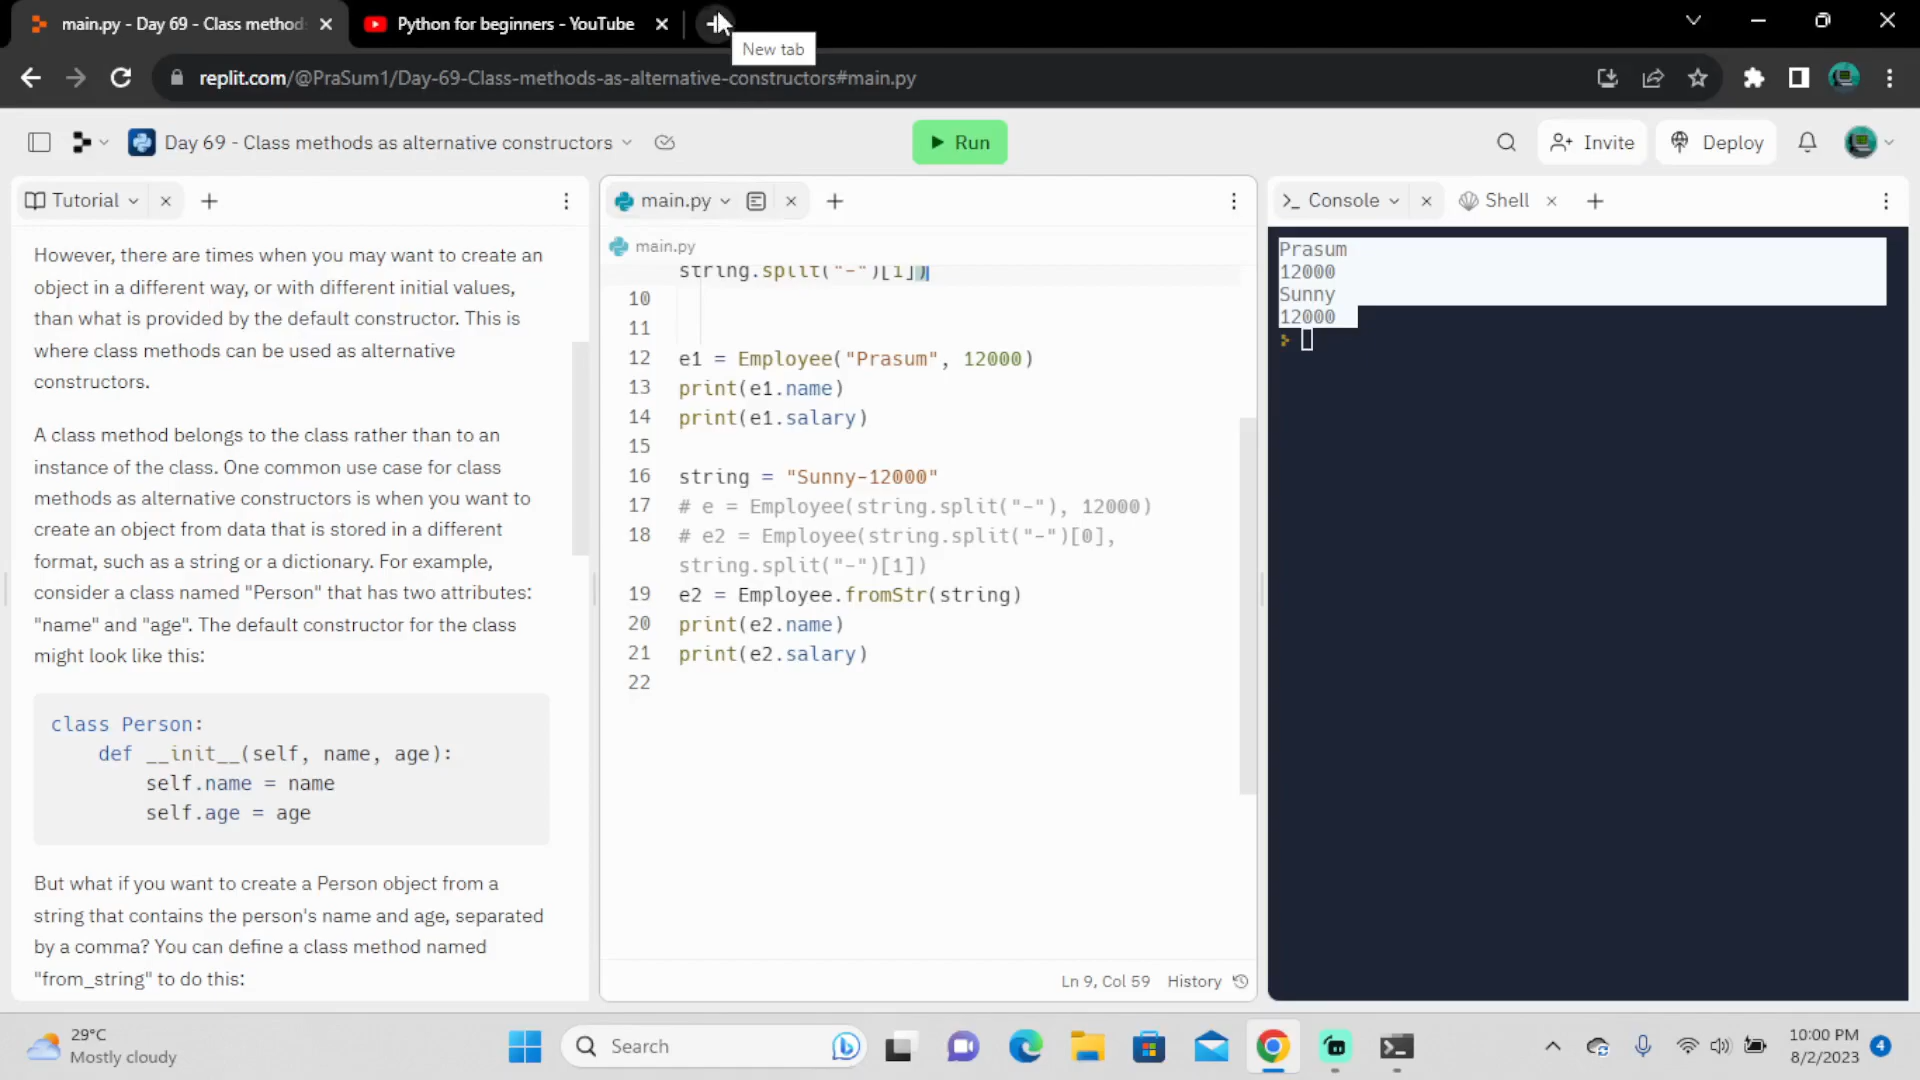 main.py - Day 69 - Class method
Python for beginners - YouTube
New tab
replit.com/@PraSum1/Day-69-Class-methods-as-alternative-constructors#main.py
Day 69 - Class methods as alternative constructors
Run
Invite
Deploy
Tutorial
However, there are times when you may want to create an
object in a different way, or with different initial values,
than what is provided by the default constructor. This is
where class methods can be used as alternative
constructors.
A class method belongs to the class rather than to an
instance of the class. One common use case for class
methods as alternative constructors is when you want to
create an object from data that is stored in a different
format, such as a string or a dictionary. For example,
consider a class named "Person" that has two attributes:
"name" and "age". The default constructor for the class
might look like this:
class Person:
def __init__(self, name, age):
self.name = name
self.age = age
But what if you want to create a Person object from a
string that contains the person's name and age, separated
by a comma? You can define a class method named
"from_string" to do this:
main.py
main.py
string.split("-")[1])
10
11
12 e1 = Employee("Prasum", 12000)
13 print(e1.name)
14 print(e1.salary)
15
16 string = "Sunny-12000"
17 # e = Employee(string.split("-"), 12000)
18 # e2 = Employee(string.split("-")[0],
string.split("-")[1])
19 e2 = Employee.fromStr(string)
20 print(e2.name)
21 print(e2.salary)
22
Ln 9, Col 59 History
Console
Shell
Prasum
12000
Sunny
12000
29°C
Mostly cloudy
Search
10:00 PM
8/2/2023
4